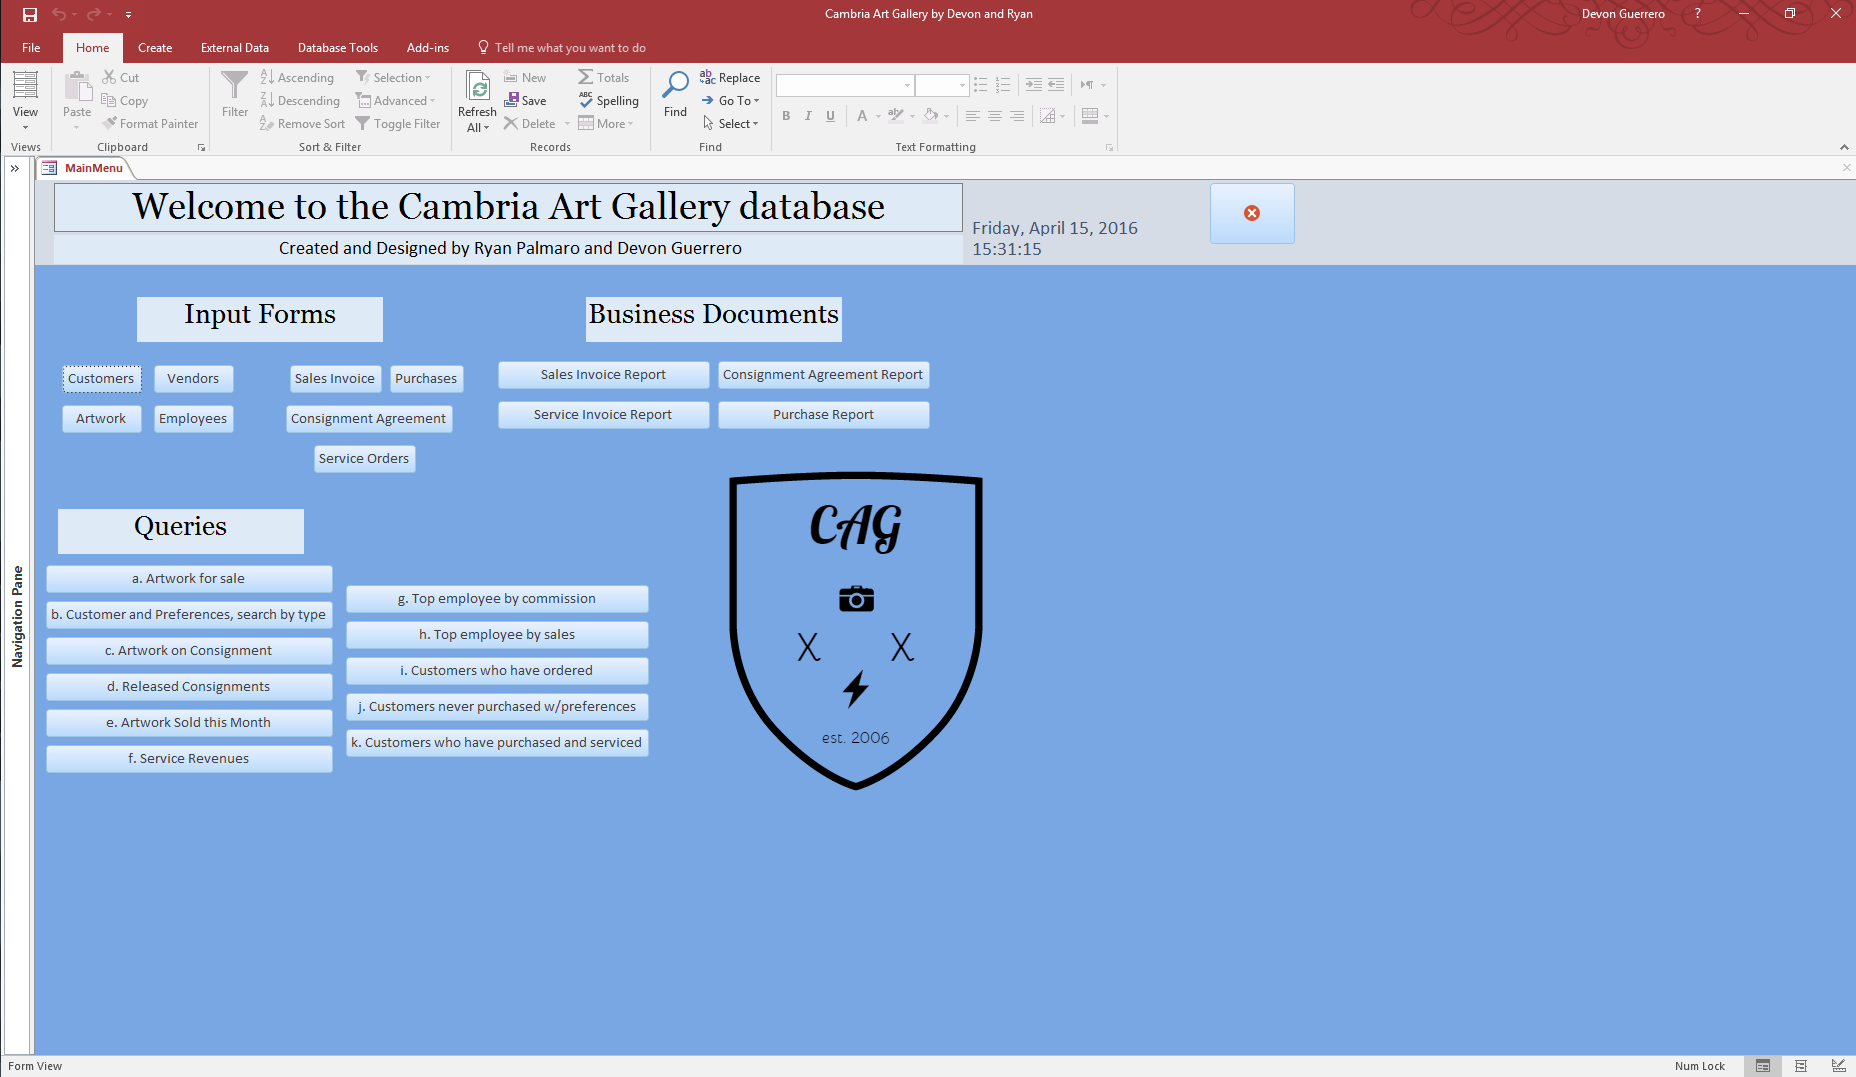 Cambria Art Gallery by Devon and Ryan
Devon Guerrero
?
File
Home
Create
External Data
Database Tools
Add-ins
Tell me what you want to do
View
Views
Paste
Cut
Copy
Format Painter
Clipboard
Filter
Ascending
Descending
Remove Sort
Selection
Advanced
Toggle Filter
Sort & Filter
Refresh
All
New
Save
Delete
Totals
Spelling
More
Records
Find
Replace
Go To
Select
Find
B I U A
Text Formatting
MainMenu
Navigation Pane
Welcome to the Cambria Art Gallery database
Created and Designed by Ryan Palmaro and Devon Guerrero
Friday, April 15, 2016
15:31:15
Input Forms
Customers
Vendors
Sales Invoice
Purchases
Artwork
Employees
Consignment Agreement
Service Orders
Business Documents
Sales Invoice Report
Consignment Agreement Report
Service Invoice Report
Purchase Report
Queries
a. Artwork for sale
b. Customer and Preferences, search by type
c. Artwork on Consignment
d. Released Consignments
e. Artwork Sold this Month
f. Service Revenues
g. Top employee by commission
h. Top employee by sales
i. Customers who have ordered
j. Customers never purchased w/preferences
k. Customers who have purchased and serviced
CAG
X X
est. 2006
Form View
Num Lock